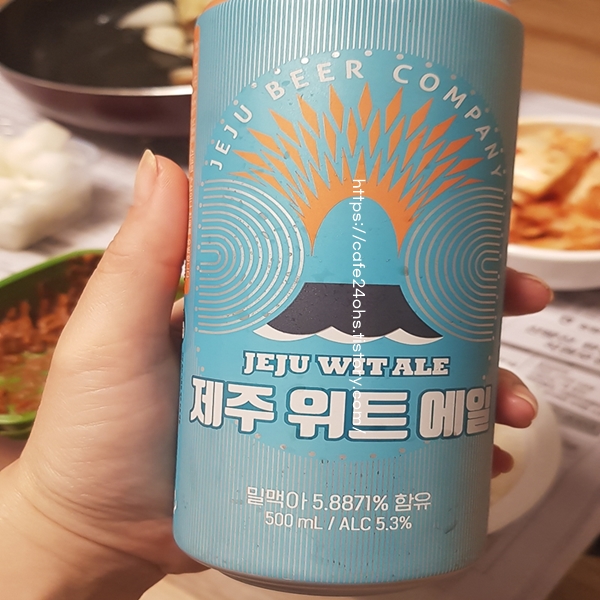 JEJU BEER COMPANY
https://cafe24ohs.tistory.com/
JEJU WIT ALE
제주 위트 에일
밀맥아 5.8871% 함유
500 mL / ALC 5.3%